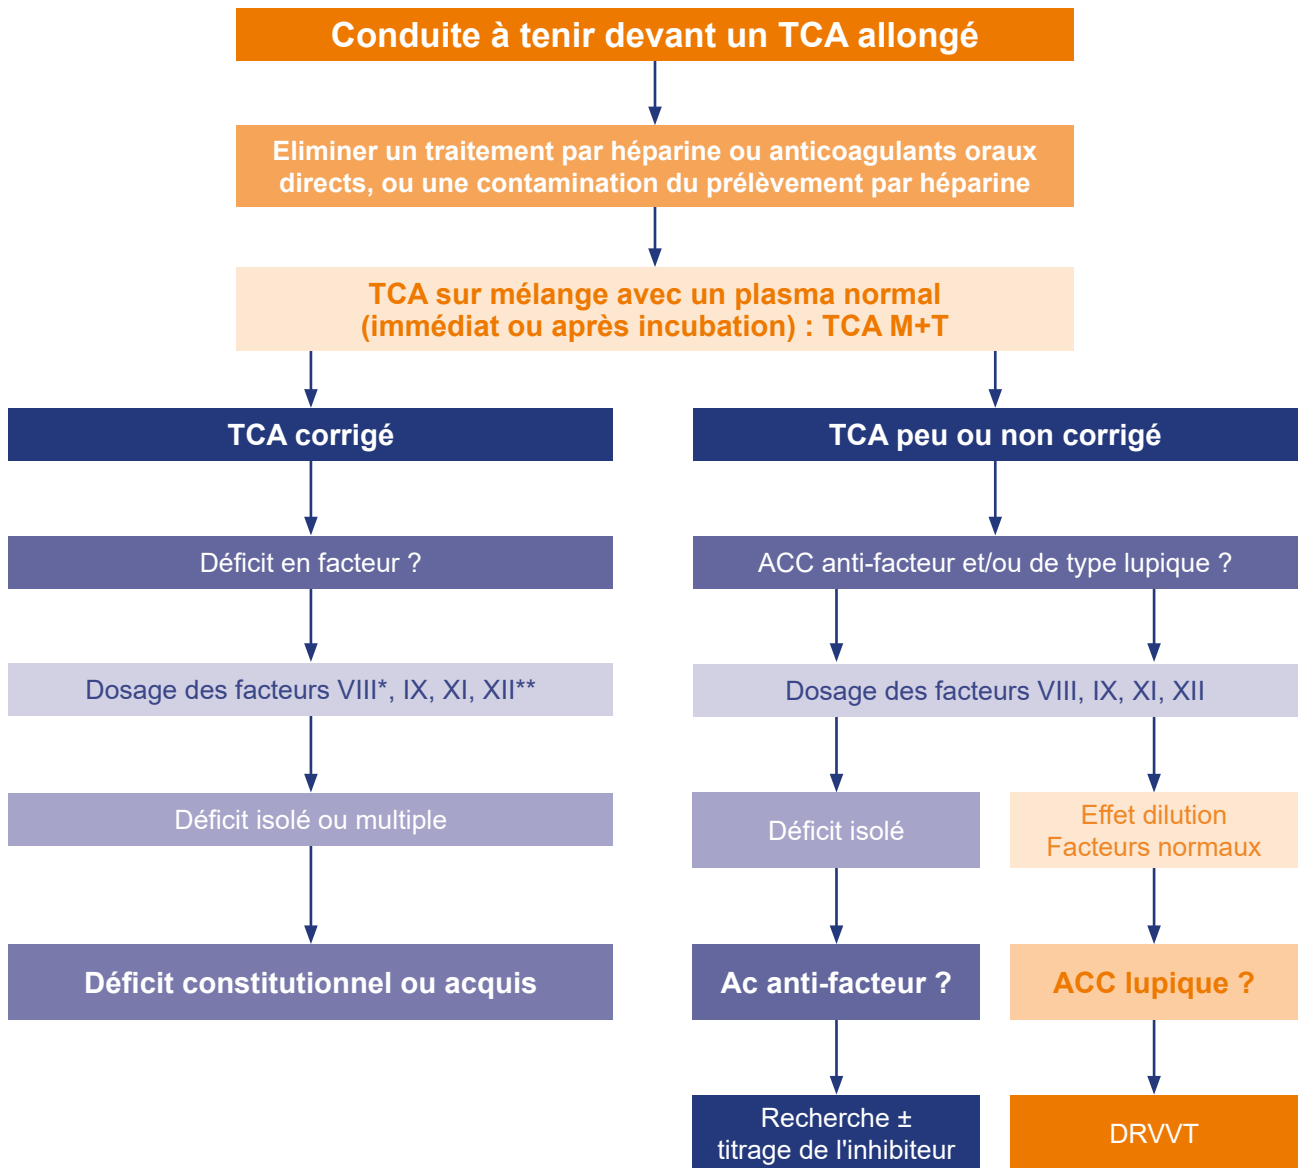 Conduite à tenir devant un TCA allongé
Eliminer un traitement par héparine ou anticoagulants oraux
directs, ou une contamination du prélèvement par héparine
TCA sur mélange avec un plasma normal
(immédiat ou après incubation) : TCA M+T
TCA corrigé
TCA peu ou non corrigé
Déficit en facteur ?
ACC anti-facteur et/ou de type lupique ?
Dosage des facteurs VIII*, IX, XI, XII**
Dosage des facteurs VIII, IX, XI, XII
Déficit isolé ou multiple
Déficit isolé
Effet dilution
Facteurs normaux
Déficit constitutionnel ou acquis
Ac anti-facteur ?
ACC lupique ?
Recherche ±
titrage de l'inhibiteur
DRVVT